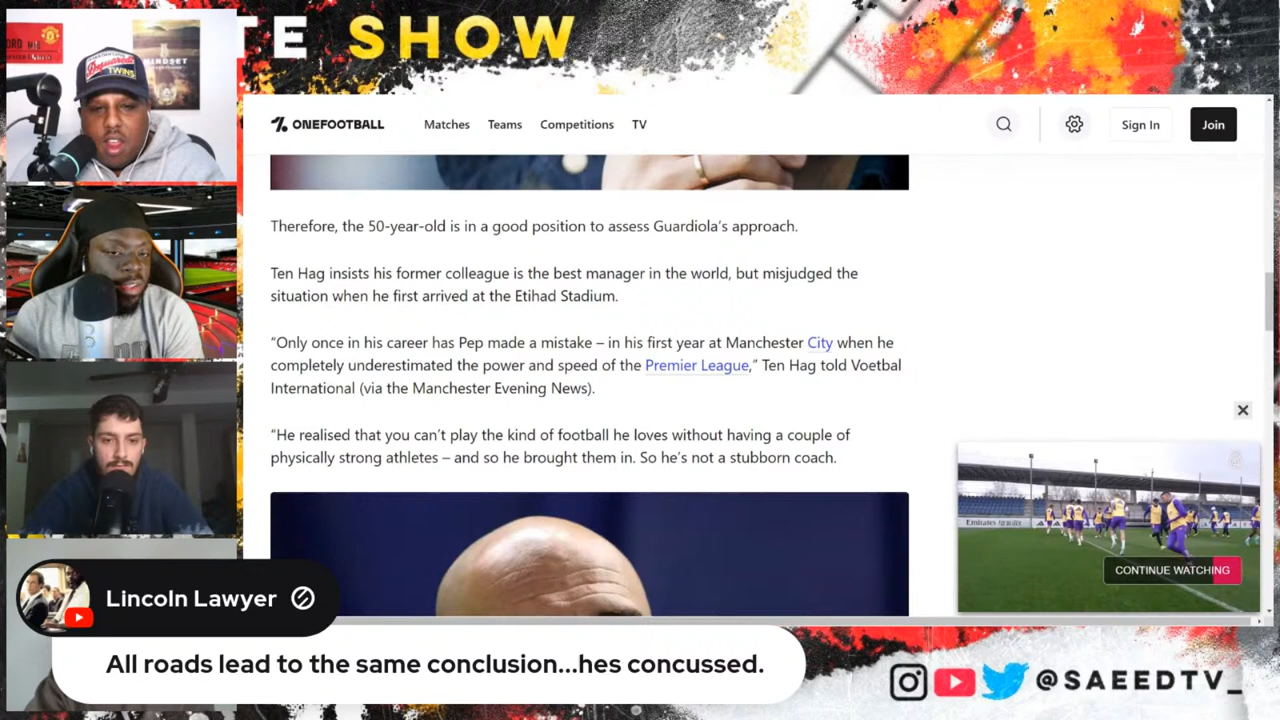 TE SHOW
MINDSET
TWINS
ONEFOOTBALL
Matches
Teams
Competitions
TV
Sign In
Join
Therefore, the 50-year-old is in a good position to assess Guardiola’s approach.
Ten Hag insists his former colleague is the best manager in the world, but misjudged the
situation when he first arrived at the Etihad Stadium.
“Only once in his career has Pep made a mistake – in his first year at Manchester City when he
completely underestimated the power and speed of the Premier League,” Ten Hag told Voetbal
International (via the Manchester Evening News).
“He realised that you can’t play the kind of football he loves without having a couple of
physically strong athletes – and so he brought them in. So he’s not a stubborn coach.
Emirates
CONTINUE WATCHING
Lincoln Lawyer
All roads lead to the same conclusion...hes concussed.
@SAEEDTV_